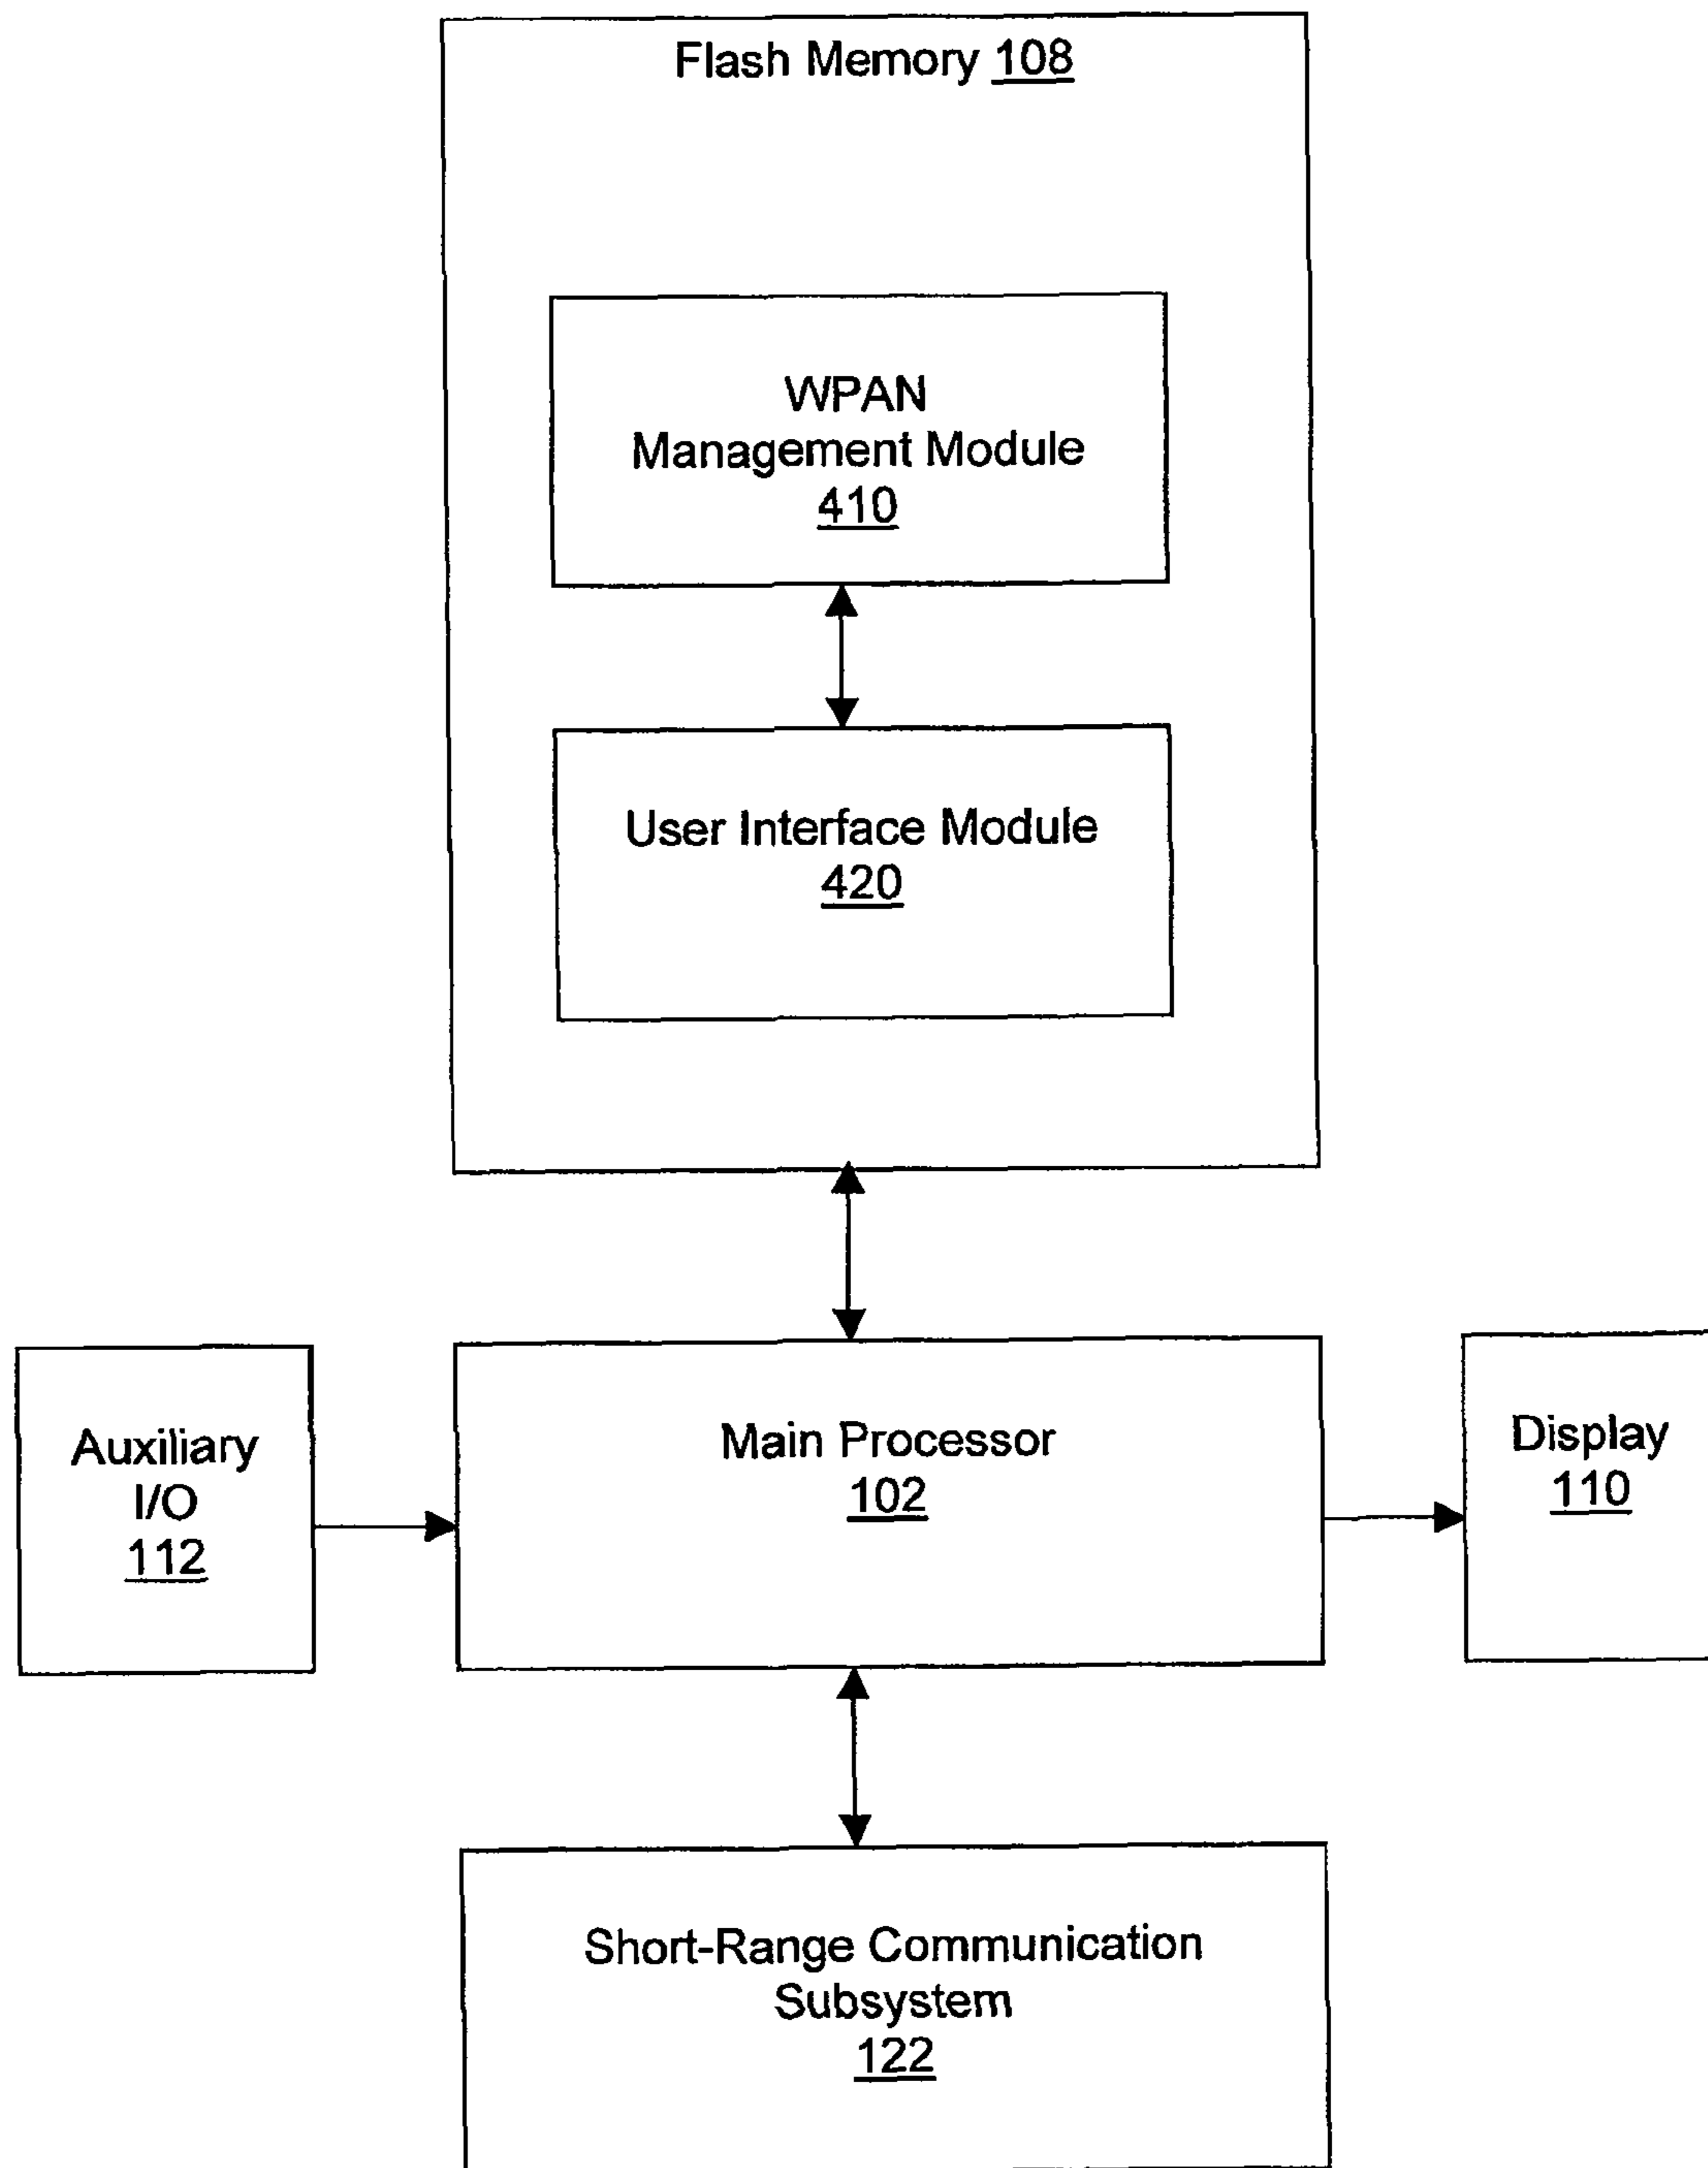 Flash Memory 108
WPAN
Management Module
410
User Interface Module
420
Auxiliary
I/O
112
Main Processor
102
Display
110
Short-Range Communication
Subsystem
122